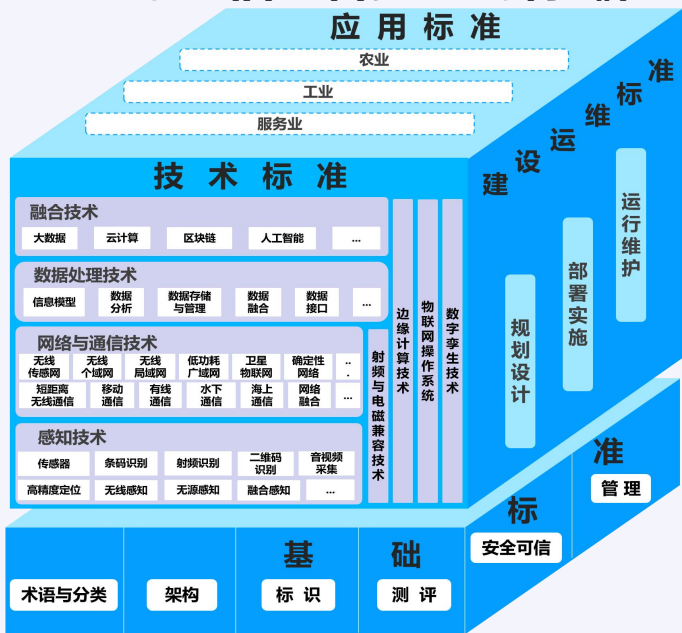 应用标准
农业
工业
服务业
技术标准
融合技术
大数据
云计算
区块链
人工智能
...
数据处理技术
信息模型
数据
分析
数据存储
与管理
数据
融合
数据
接口
...
网络与通信技术
无线
传感网
无线
个域网
无线
局域网
低功耗
广域网
卫星
物联网
确定性
网络
..
.
短距离
无线通信
移动
通信
有线
通信
水下
通信
海上
通信
网络
融合
...
感知技术
传感器
条码识别
射频识别
二维码
识别
音视频
采集
高精度定位
无线感知
无源感知
融合感知
...
射频与电磁兼容技术
边缘计算技术
物联网操作系统
数字孪生技术
建设运维标准
规划设计
部署实施
运行维护
基础标准
术语与分类
架构
标 识
测 评
安全可信
管 理